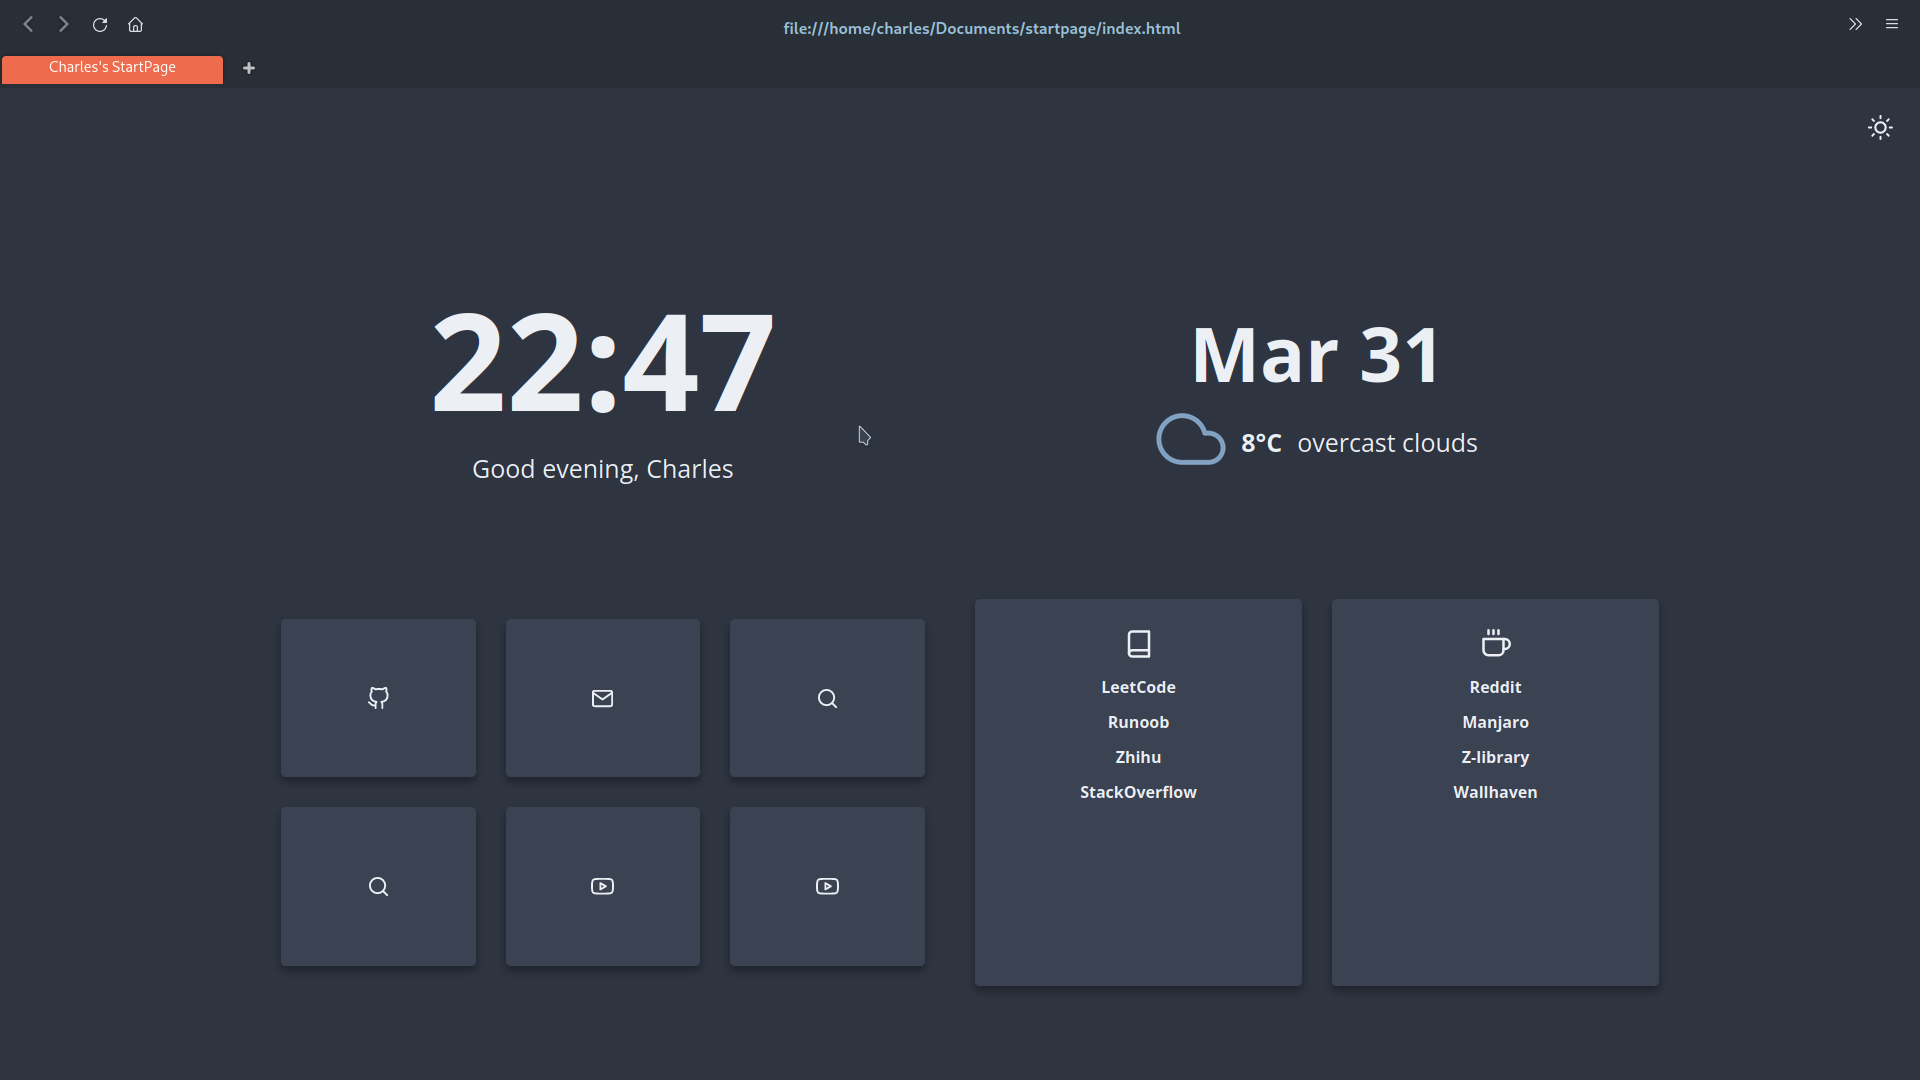 file:///home/charles/Documents/startpage/index.html
Charles's StartPage
22:47
Good evening, Charles
Mar 31
8°C overcast clouds
LeetCode
Runoob
Zhihu
StackOverflow
Reddit
Manjaro
Z-library
Wallhaven